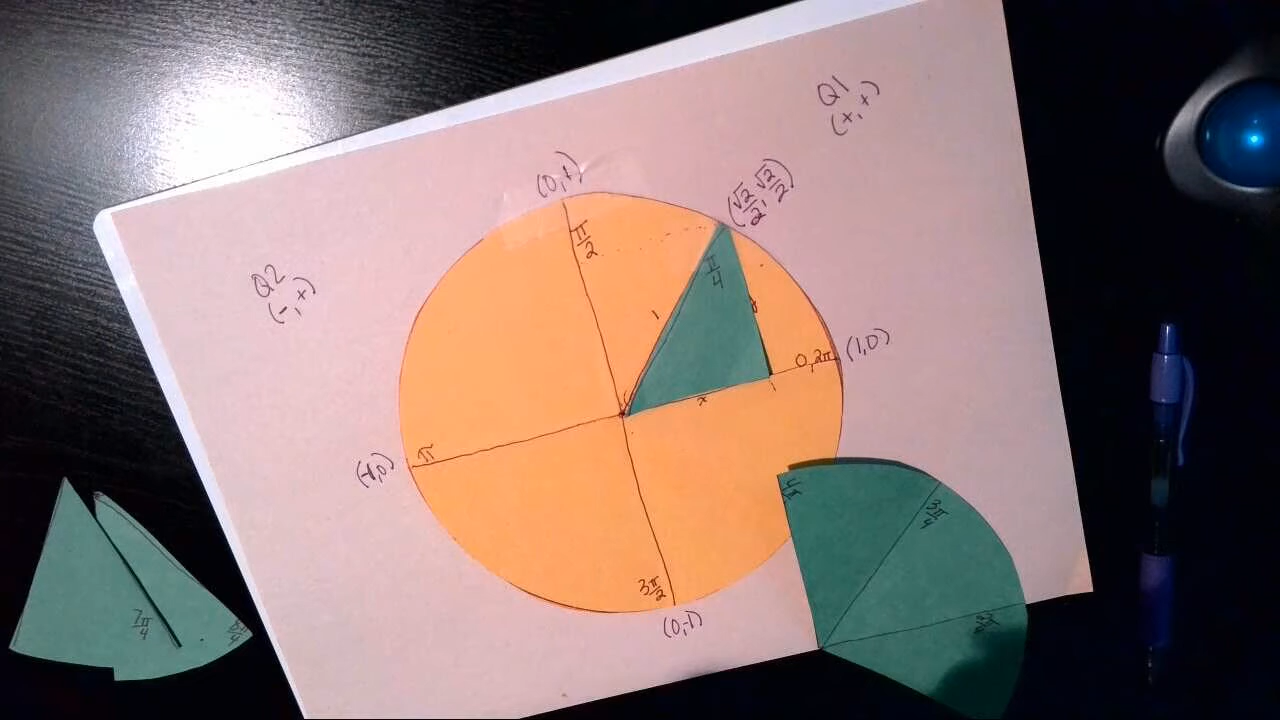 Q1
(+,+)
(√2/2, √2/2)
(0,1)
π/2
Q2
(-,+)
π/4
1
y
0,2π
(1,0)
x
π
(-1,0)
3π/4
3π/2
(0,-1)
7π/4